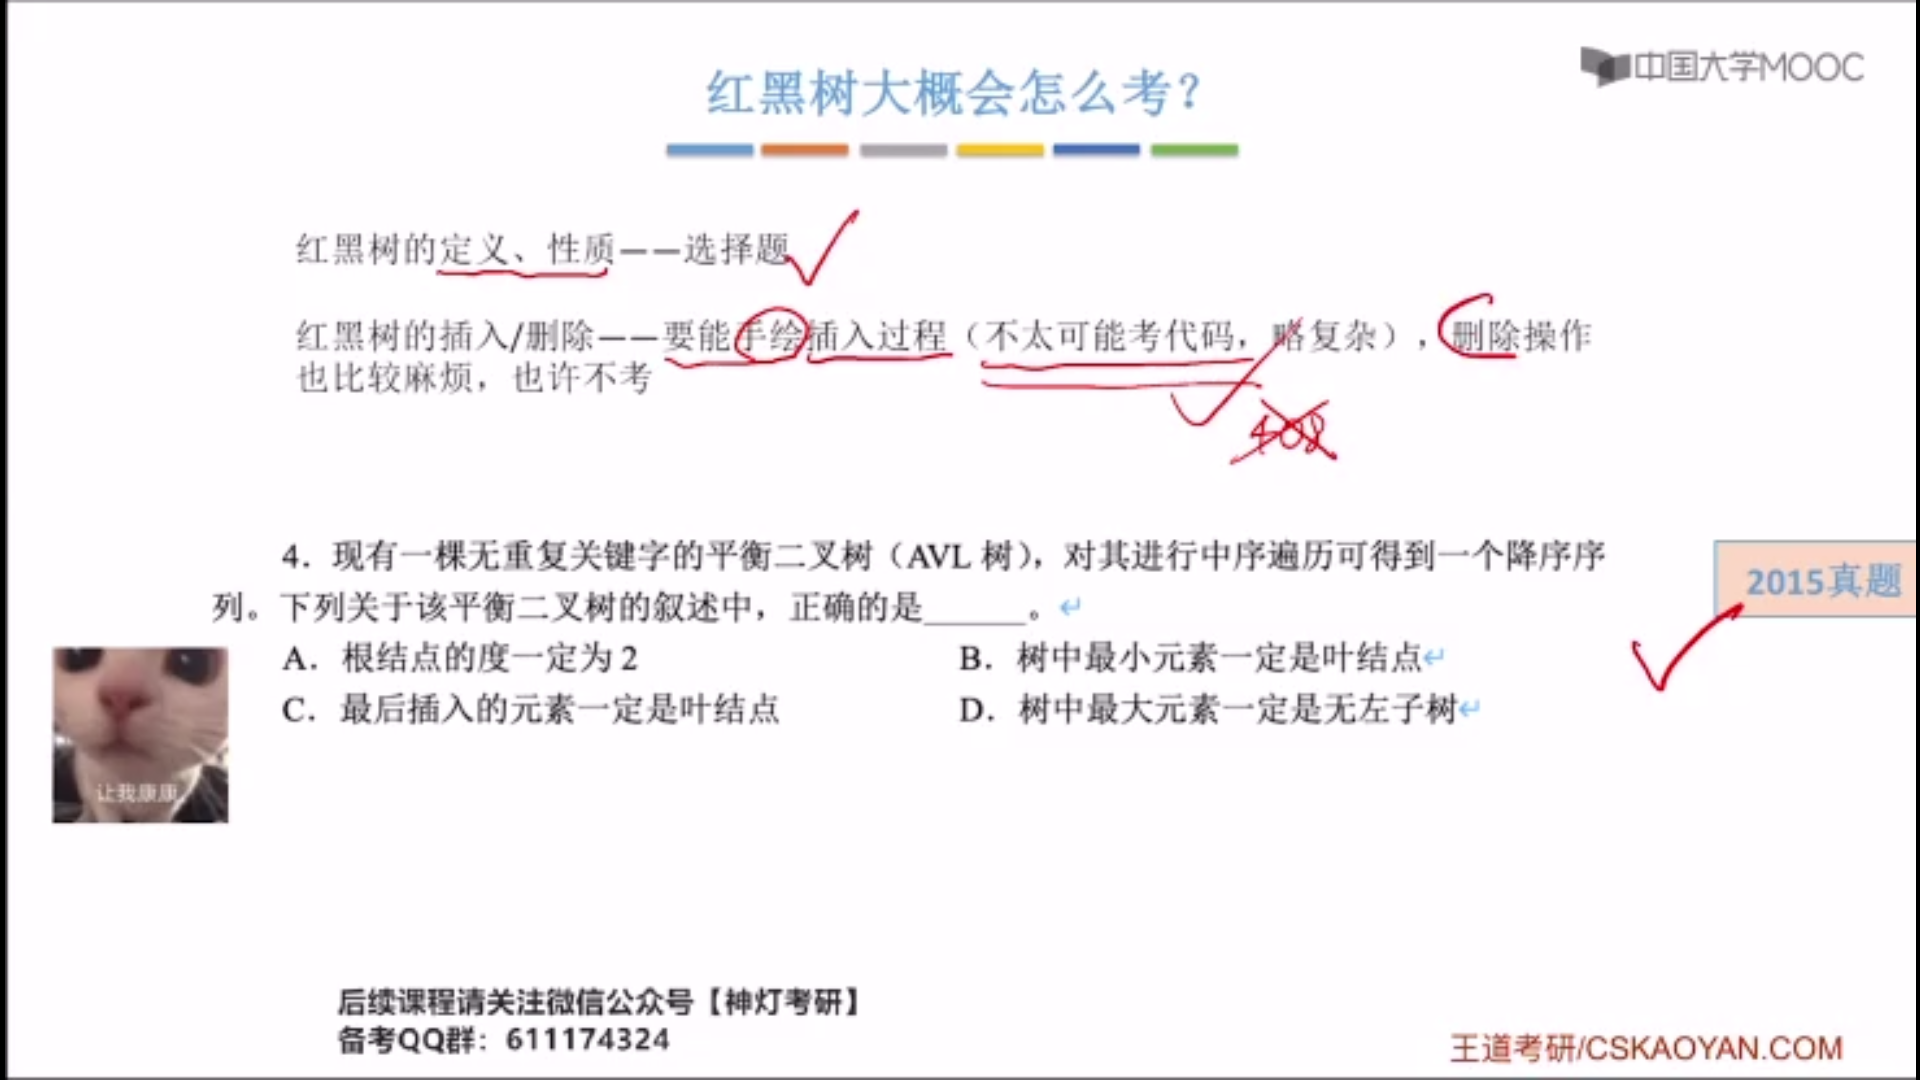 中国大学MOOC
红黑树大概会怎么考?
红黑树的定义、性质——选择题
红黑树的插入/删除——要能手绘插入过程（不太可能考代码，略复杂），删除操作
也比较麻烦，也许不考
408
4．现有一棵无重复关键字的平衡二叉树（AVL 树），对其进行中序遍历可得到一个降序序
列。下列关于该平衡二叉树的叙述中，正确的是______。↵
2015真题
A．根结点的度一定为 2 B．树中最小元素一定是叶结点↵
C．最后插入的元素一定是叶结点 D．树中最大元素一定是无左子树↵
让我康康
后续课程请关注微信公众号【神灯考研】
备考QQ群：611174324
王道考研/CSKAOYAN.COM